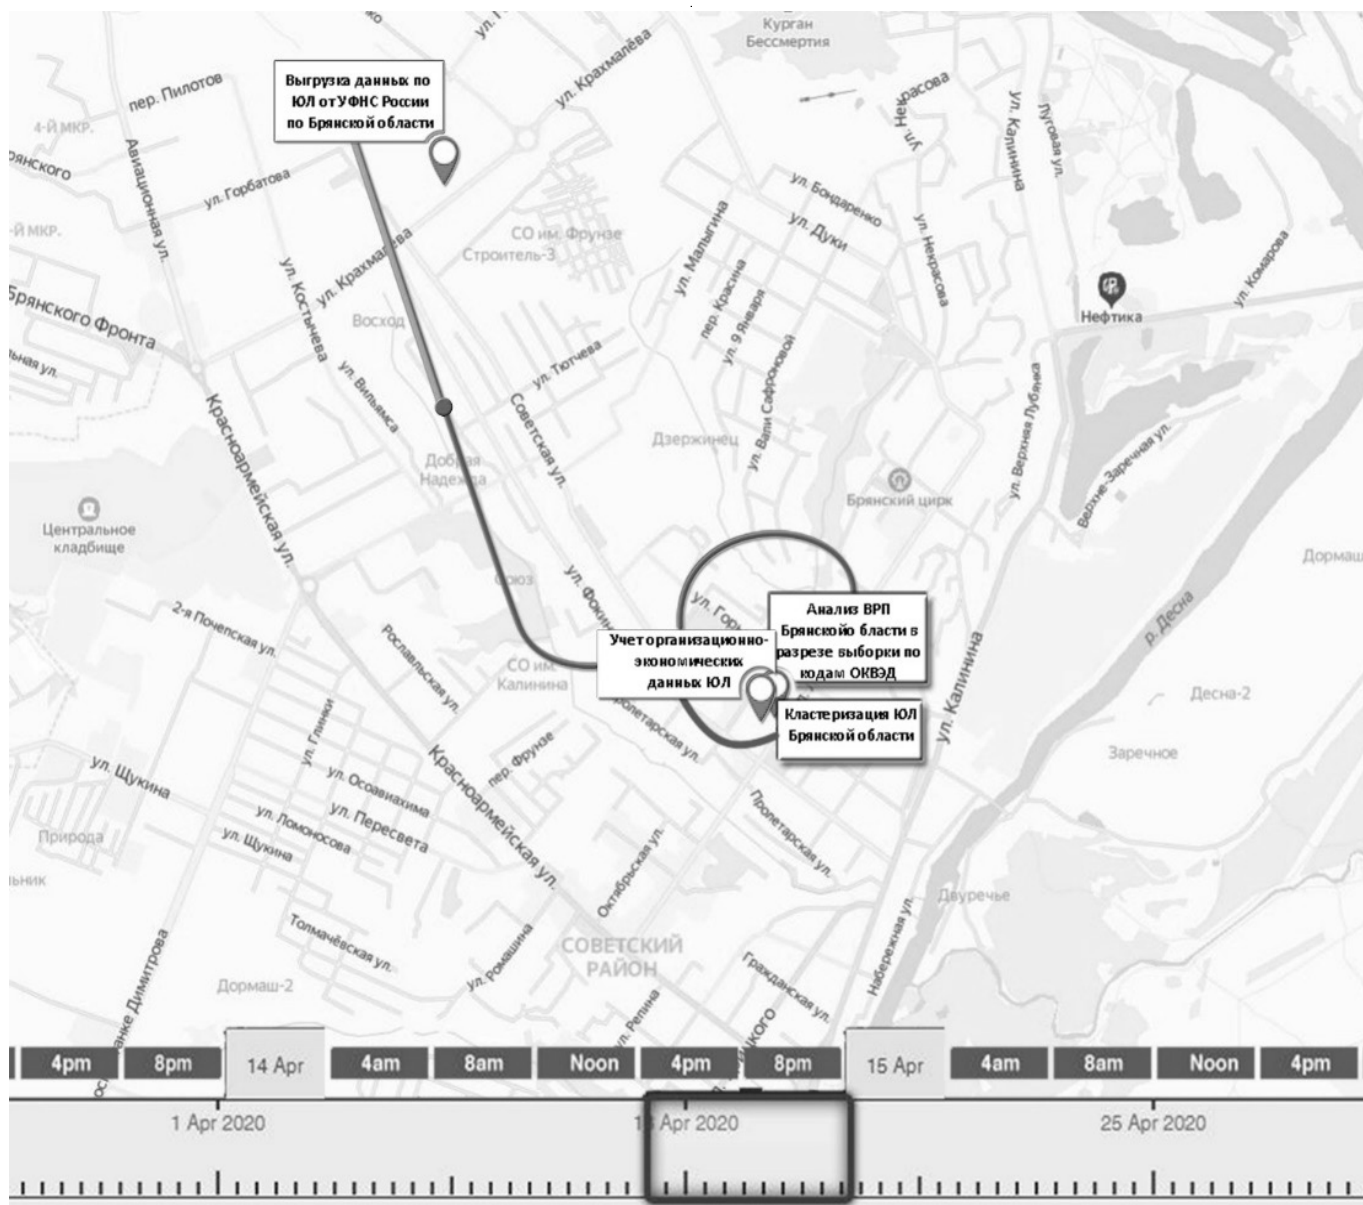 Курган
Бессмертия
ул. Крахмалёва
пер. Пилотов
Выгрузка данных по
ЮЛ от УФНС России
по Брянской области
4-Й МКР.
Авиационная ул.
ул. Горбатова
ул. Некрасова
ул. Калинина
Луговая ул.
ул. Бондаренко
ул. Дуки
ул. Некрасова
СО им. Фрунзе
Строитель-3
ул. Малыгина
ул. Крахмалёва
ул. Костычева
Восход
пер. Красина
ул. 9 Января
ул. Комарова
Нефтика
Брянского Фронта
ул. Вильямса
ул. Тютчева
ул. Вали Сафроновой
Красноармейская ул.
Советская ул.
Дзержинец
ул. Верхняя Лубянка
Верхне-Заречная ул.
Добрая
Надежда
Брянский цирк
Центральное
кладбище
Дормаш
2-я Почепская ул.
Рославльская ул.
р. Десна
Учет организационно-
экономических
данных ЮЛ
Анализ ВРП
Брянскойо бласти в
разрезе выборки по
кодам ОКВЭД
СО им.
Калинина
Кластеризация ЮЛ
Брянской области
ул. Калинина
Десна-2
Заречное
ул. Глинки
пер. Фрунзе
Красноармейская ул.
ул. Щукина
ул. Осоавиахима
ул. Пересвета
ул. Ломоносова
ул. Щукина
Природа
Пролетарская ул.
Октябрьская ул.
Двуречье
Набережная ул.
Толмачёвская ул.
ул. Ромашина
СОВЕТСКИЙ
РАЙОН
Гражданская ул.
Дормаш-2
ул. Репина
4pm 8pm 14 Apr 4am 8am Noon 4pm 8pm 15 Apr 4am 8am Noon 4pm
1 Apr 2020 Apr 2020 25 Apr 2020